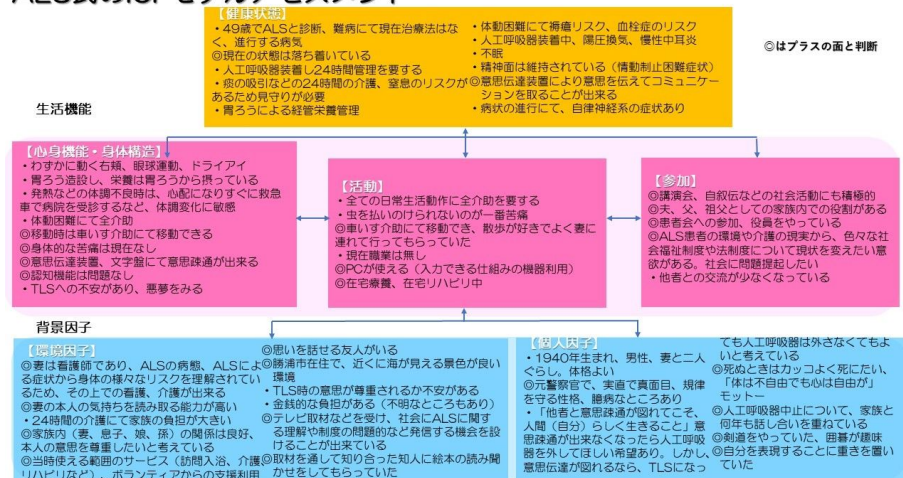 ◎はプラスの面と判断
【健康状態】
・49歳でALSと診断、難病にて現在治療法はな
く、進行する病気
◎現在の状態は落ち着いている
・人工呼吸器装着し24時間管理を要する
・痰の吸引などの24時間の介護、窒息のリスクが
あるため見守りが必要
・胃ろうによる経管栄養管理
・体動困難にて褥瘡リスク、血栓症のリスク
・人工呼吸器装着中、陽圧換気、慢性中耳炎
・不眠
・精神面は維持されている（情動制止困難症状）
◎意思伝達装置により意思を伝えてコミュニケー
ションを取ることが出来る
・病状の進行にて、自律神経系の症状あり
生活機能
【心身機能・身体構造】
・わずかに動く右頬、眼球運動、ドライアイ
・胃ろう造設し、栄養は胃ろうから摂っている
・発熱などの体調不良時は、心配になりすぐに救急
車で病院を受診するなど、体調変化に敏感
・体動困難にて全介助
◎移動時は車いす介助にて移動できる
◎身体的な苦痛は現在なし
◎意思伝達装置、文字盤にて意思疎通が出来る
◎認知機能は問題なし
・TLSへの不安があり、悪夢をみる
【活動】
・全ての日常生活動作に全介助を要する
・虫を払いのけられないのが一番苦痛
◎車いす介助にて移動でき、散歩が好きでよく妻に
連れて行ってもらっていた
・現在職業は無し
◎PCが使える（入力できる仕組みの機器利用）
◎在宅療養、在宅リハビリ中
【参加】
◎講演会、自叙伝などの社会活動にも積極的
◎夫、父、祖父としての家族内での役割がある
◎患者会への参加、役員をやっている
◎ALS患者の環境や介護の現実から、色々な社
会福祉制度や法制度について現状を変えたい意
欲がある。社会に問題提起したい
・他者との交流が少なくなっている
背景因子
【環境因子】
◎妻は看護師であり、ALSの病態、ALSによ
る症状から身体の様々なリスクを理解されてい
るため、その上での看護、介護が出来る
◎妻の本人の気持ちを読み取る能力が高い
・24時間の介護にて家族の負担が大きい
◎家族内（妻、息子、娘、孫）の関係は良好、
本人の意思を尊重したいと考えている
◎当時使える範囲のサービス（訪問入浴、介護、
リハビリなど）、ボランティアからの支援利用
◎思いを話せる友人がいる
◎勝浦市在住で、近くに海が見える景色が良い
環境
・TLS時の意思が尊重されるか不安がある
・金銭的な負担がある（不明なところもあり）
◎テレビ取材などを受け、社会にALSに関す
る理解や制度の問題的など発信する機会を設
けることが出来ている
◎取材を通して知り合った知人に絵本の読み聞
かせをしてもらっていた
【個人因子】
・1940年生まれ、男性、妻と二人
ぐらし。体格よい
◎元警察官で、実直で真面目、規律
を守る性格、臆病なところあり
・「他者と意思疎通が図れてこそ、
人間（自分）らしく生きること」意
思疎通が出来なくなったら人工呼吸
器を外してほしい希望あり。しかし、
意思伝達が図れるなら、TLSになっ
ても人工呼吸器は外さなくてもよ
いと考えている
◎死ぬときはカッコよく死にたい、
「体は不自由でも心は自由が」
モットー
◎人工呼吸器中止について、家族と
何年も話し合いを重ねている
◎剣道をやっていた、囲碁が趣味
◎自分を表現することに重きを置い
ていた